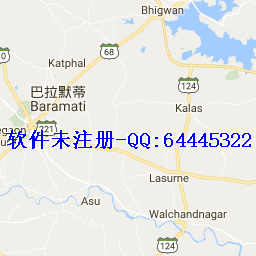 Bhigwan
68
Katphal
124
巴拉默蒂
Baramati
Kalas
221
软件未注册-QQ:64445322
Lasurne
Asu
Walchandnagar
124